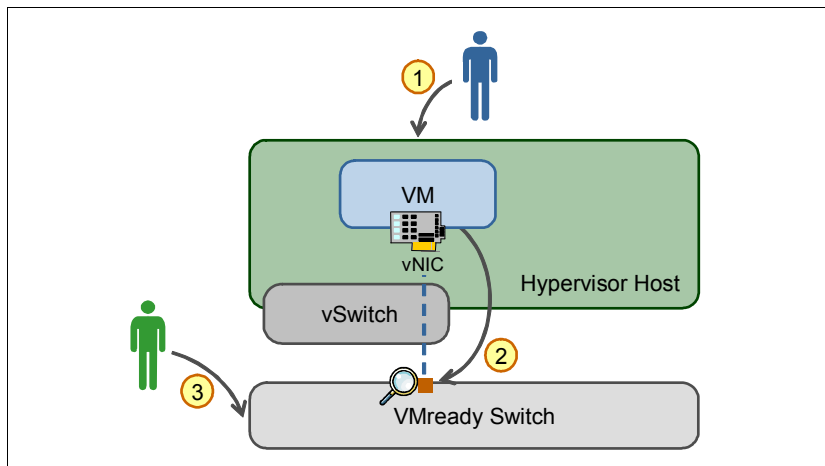 1
VM
vNIC
Hypervisor Host
vSwitch
2
3
VMready Switch